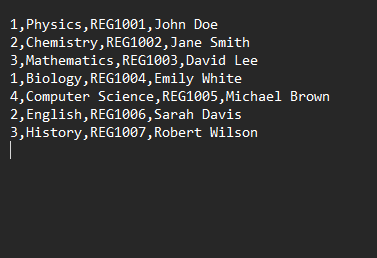 1,Physics,REG1001,John Doe
2,Chemistry,REG1002,Jane Smith
3,Mathematics,REG1003,David Lee
1,Biology,REG1004,Emily White
4,Computer Science,REG1005,Michael Brown
2,English,REG1006,Sarah Davis
3,History,REG1007,Robert Wilson